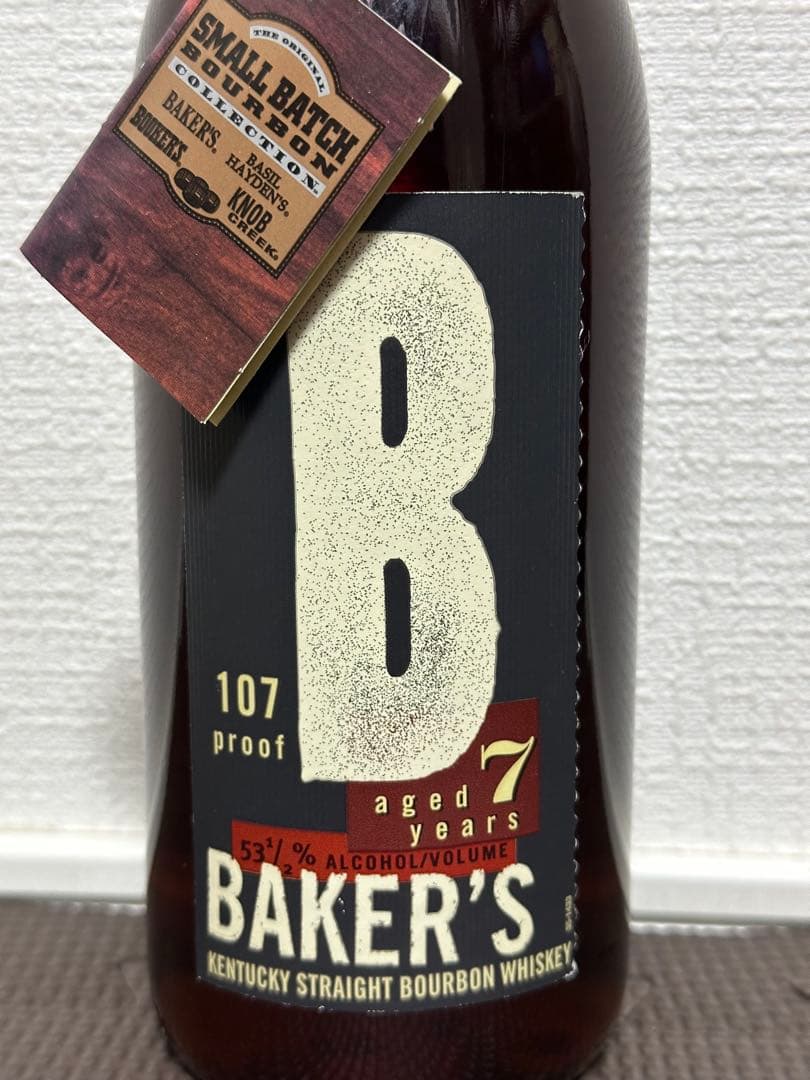 THE ORIGINAL
SMALL BATCH
BOURBON
COLLECTION™
BAKER'S®
BOOKER'S®
BASIL
HAYDEN'S®
KNOB
CREEK®
B
107
proof
aged 7
years
53½% ALCOHOL/VOLUME
BAKER'S
KENTUCKY STRAIGHT BOURBON WHISKEY